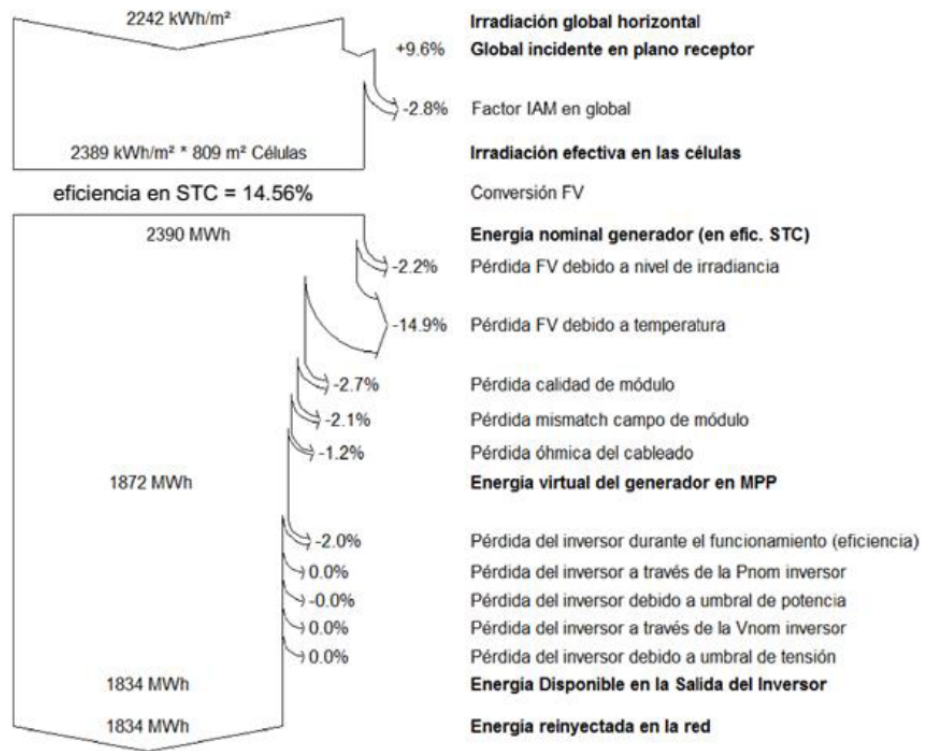 2242 kWh/m² Irradiación global horizontal
+9.6% Global incidente en plano receptor
-2.8% Factor IAM en global
2389 kWh/m² * 809 m² Células Irradiación efectiva en las células
eficiencia en STC = 14.56% Conversión FV
2390 MWh Energía nominal generador (en efic. STC)
-2.2% Pérdida FV debido a nivel de irradiancia
-14.9% Pérdida FV debido a temperatura
-2.7% Pérdida calidad de módulo
-2.1% Pérdida mismatch campo de módulo
-1.2% Pérdida óhmica del cableado
1872 MWh Energía virtual del generador en MPP
-2.0% Pérdida del inversor durante el funcionamiento (eficiencia)
0.0% Pérdida del inversor a través de la Pnom inversor
-0.0% Pérdida del inversor debido a umbral de potencia
0.0% Pérdida del inversor a través de la Vnom inversor
0.0% Pérdida del inversor debido a umbral de tensión
1834 MWh Energía Disponible en la Salida del Inversor
1834 MWh Energía reinyectada en la red